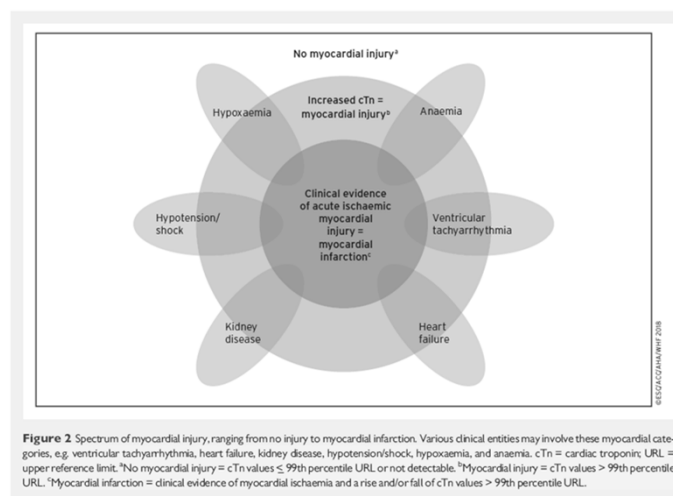 No myocardial injuryª
Increased cTn =
myocardial injuryᵇ
Hypoxaemia
Anaemia
Clinical evidence
of acute ischaemic
myocardial
injury =
myocardial
infarctionᶜ
Hypotension/
shock
Ventricular
tachyarrhythmia
Kidney
disease
Heart
failure
©ESC/ACC/AHA/WHF 2018
Figure 2 Spectrum of myocardial injury, ranging from no injury to myocardial infarction. Various clinical entities may involve these myocardial cate-
gories, e.g. ventricular tachyarrhythmia, heart failure, kidney disease, hypotension/shock, hypoxaemia, and anaemia. cTn = cardiac troponin; URL =
upper reference limit. ªNo myocardial injury = cTn values ≤ 99th percentile URL or not detectable. ᵇMyocardial injury = cTn values > 99th percentile
URL. ᶜMyocardial infarction = clinical evidence of myocardial ischaemia and a rise and/or fall of cTn values > 99th percentile URL.